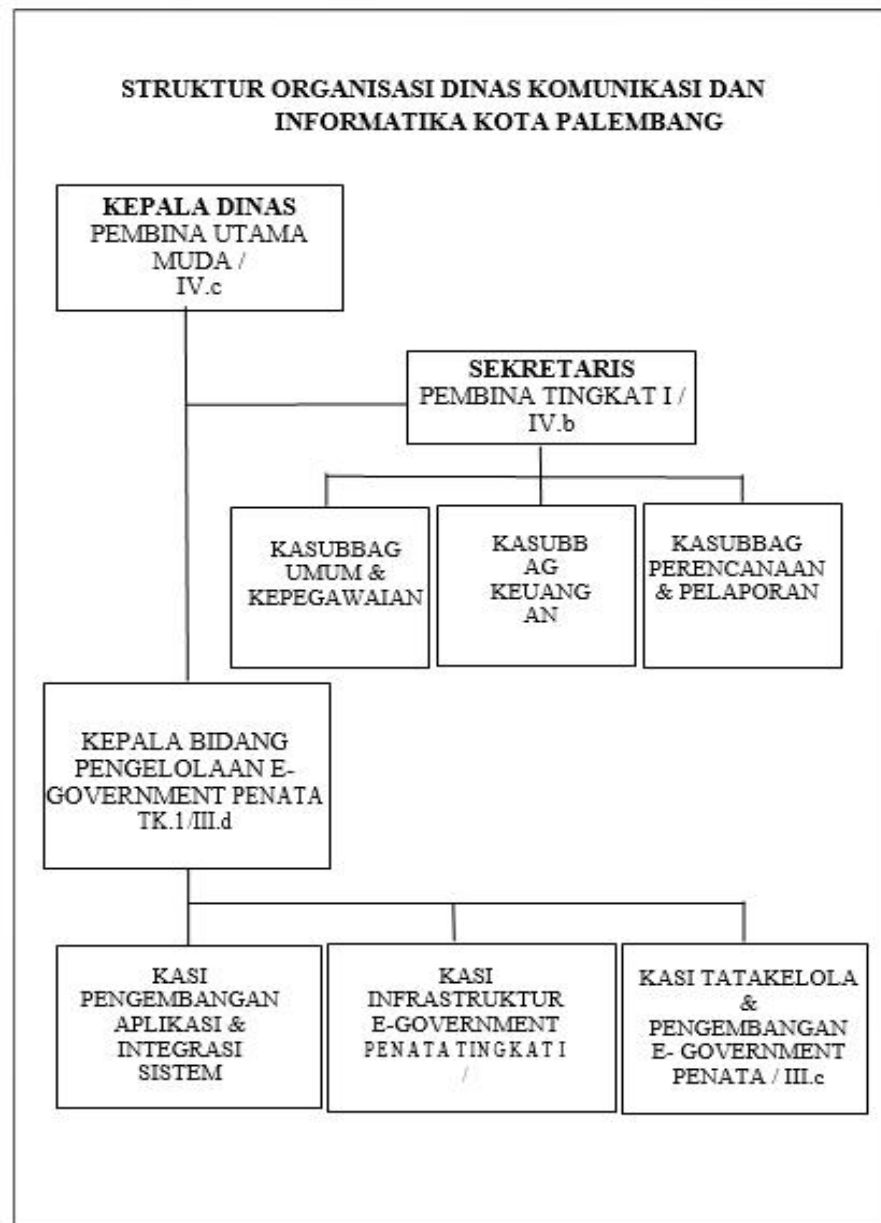 STRUKTUR ORGANISASI DINAS KOMUNIKASI DAN
INFORMATIKA KOTA PALEMBANG
KEPALA DINAS
PEMBINA UTAMA
MUDA /
IV.c
SEKRETARIS
PEMBINA TINGKAT I /
IV.b
KASUBBAG
UMUM &
KEPEGAWAIAN
KASUBB
AG
KEUANG
AN
KASUBBAG
PERENCANAAN
& PELAPORAN
KEPALA BIDANG
PENGELOLAAN E-
GOVERNMENT PENATA
TK.1/III.d
KASI
PENGEMBANGAN
APLIKASI &
INTEGRASI
SISTEM
KASI
INFRASTRUKTUR
E-GOVERNMENT
PENATA TINGKAT I
/
KASI TATAKELOLA
&
PENGEMBANGAN
E- GOVERNMENT
PENATA / III.c